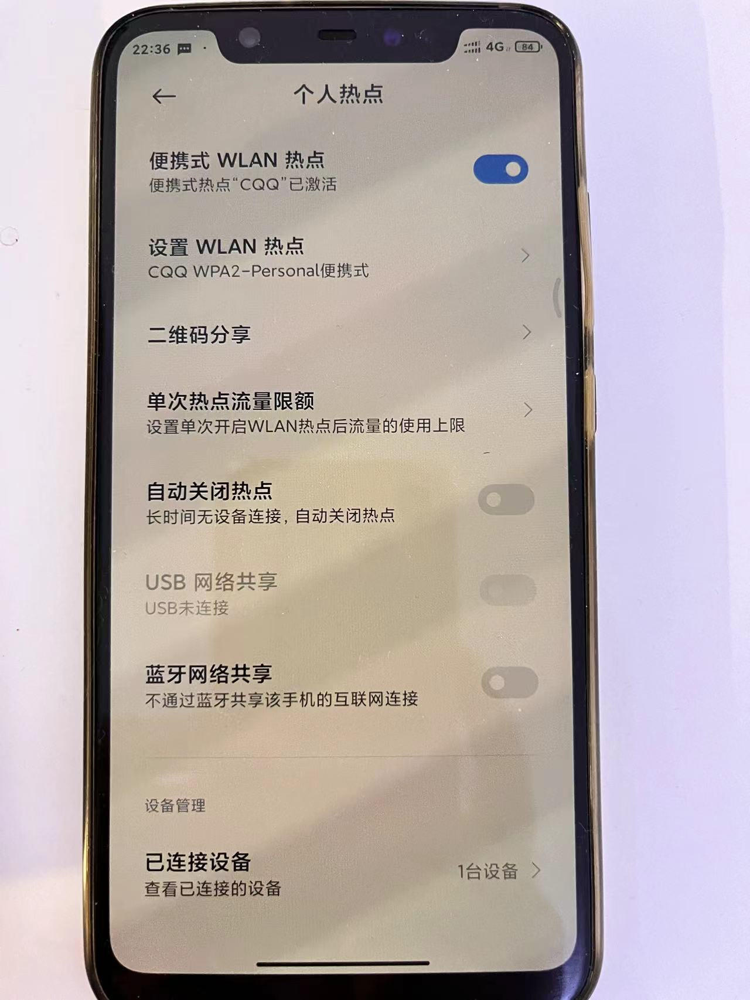 22:36 4G 84
个人热点
便携式 WLAN 热点
便携式热点“CQQ”已激活
设置 WLAN 热点
CQQ WPA2-Personal便携式
二维码分享
单次热点流量限额
设置单次开启WLAN热点后流量的使用上限
自动关闭热点
长时间无设备连接，自动关闭热点
USB 网络共享
USB未连接
蓝牙网络共享
不通过蓝牙共享该手机的互联网连接
设备管理
已连接设备
1台设备
查看已连接的设备